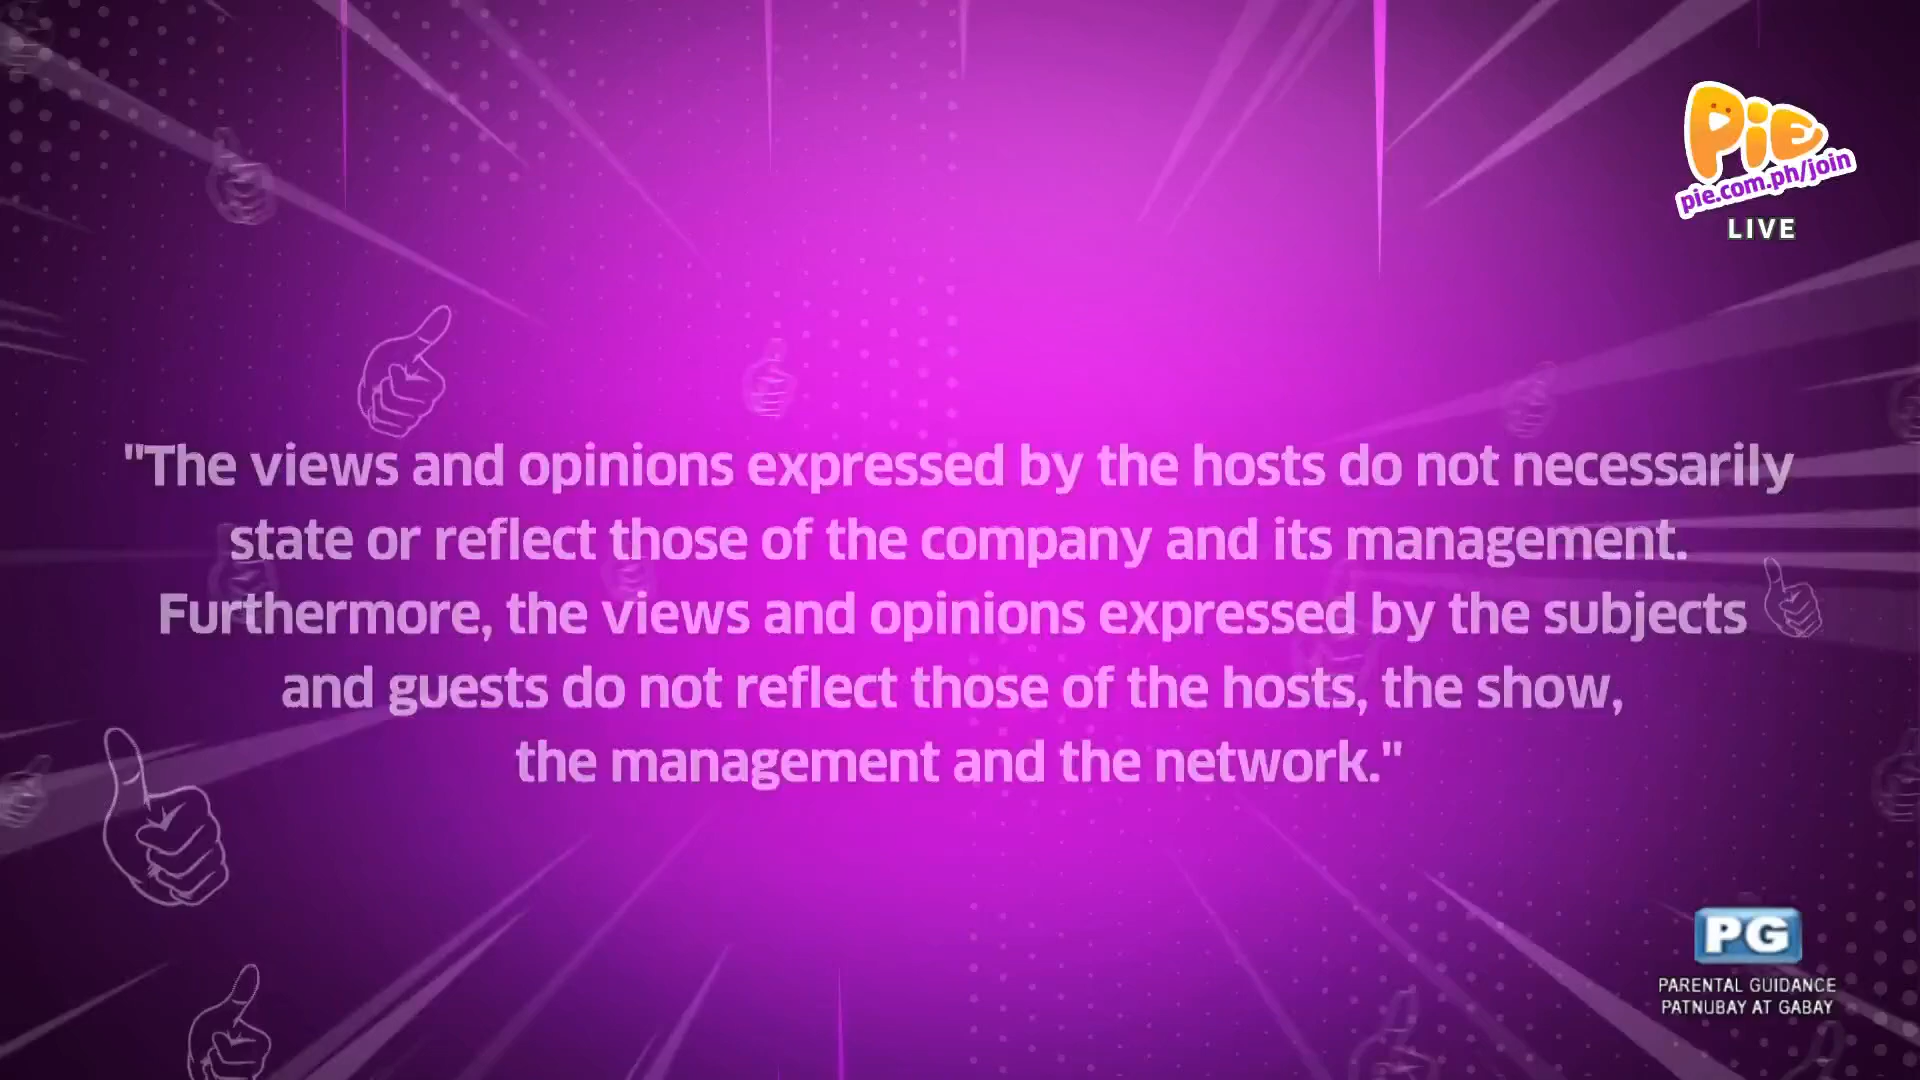 PiE
pie.com.ph/join
LIVE
"The views and opinions expressed by the hosts do not necessarily
state or reflect those of the company and its management.
Furthermore, the views and opinions expressed by the subjects
and guests do not reflect those of the hosts, the show,
the management and the network."
PG
PARENTAL GUIDANCE
PATNUBAY AT GABAY